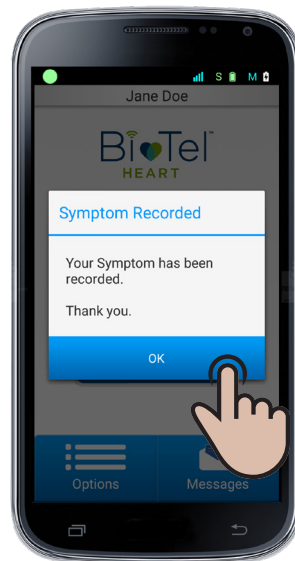 S M
Jane Doe
BioTel
HEART
Symptom Recorded
Your Symptom has been
recorded.
Thank you.
OK
Options Messages